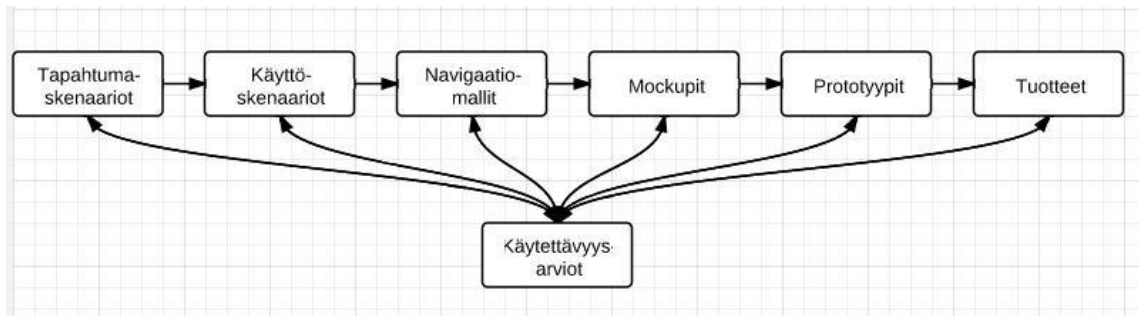 Tapahtuma-
skenaariot
Käyttö-
skenaariot
Navigaatio-
mallit
Mockupit
Prototyypit
Tuotteet
Käytettävyys-
arviot